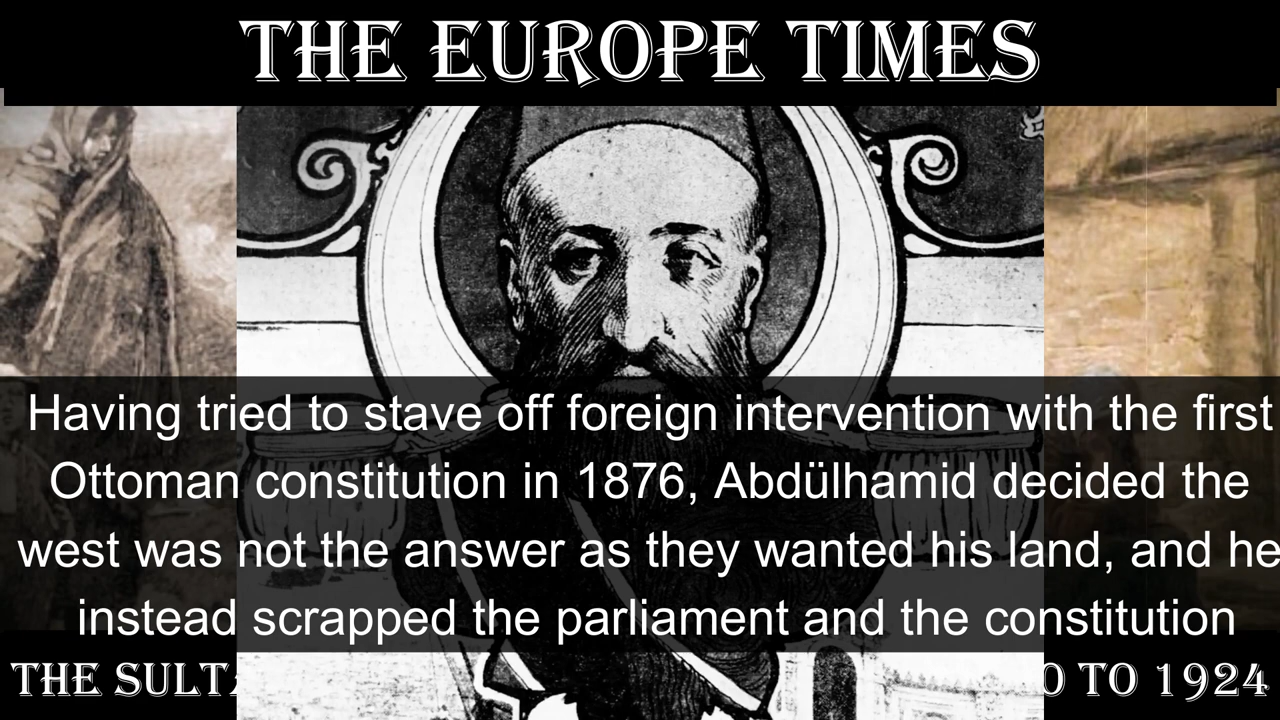 THE EUROPE TIMES
Having tried to stave off foreign intervention with the first
Ottoman constitution in 1876, Abdülhamid decided the
west was not the answer as they wanted his land, and he
instead scrapped the parliament and the constitution
THE TO 1924